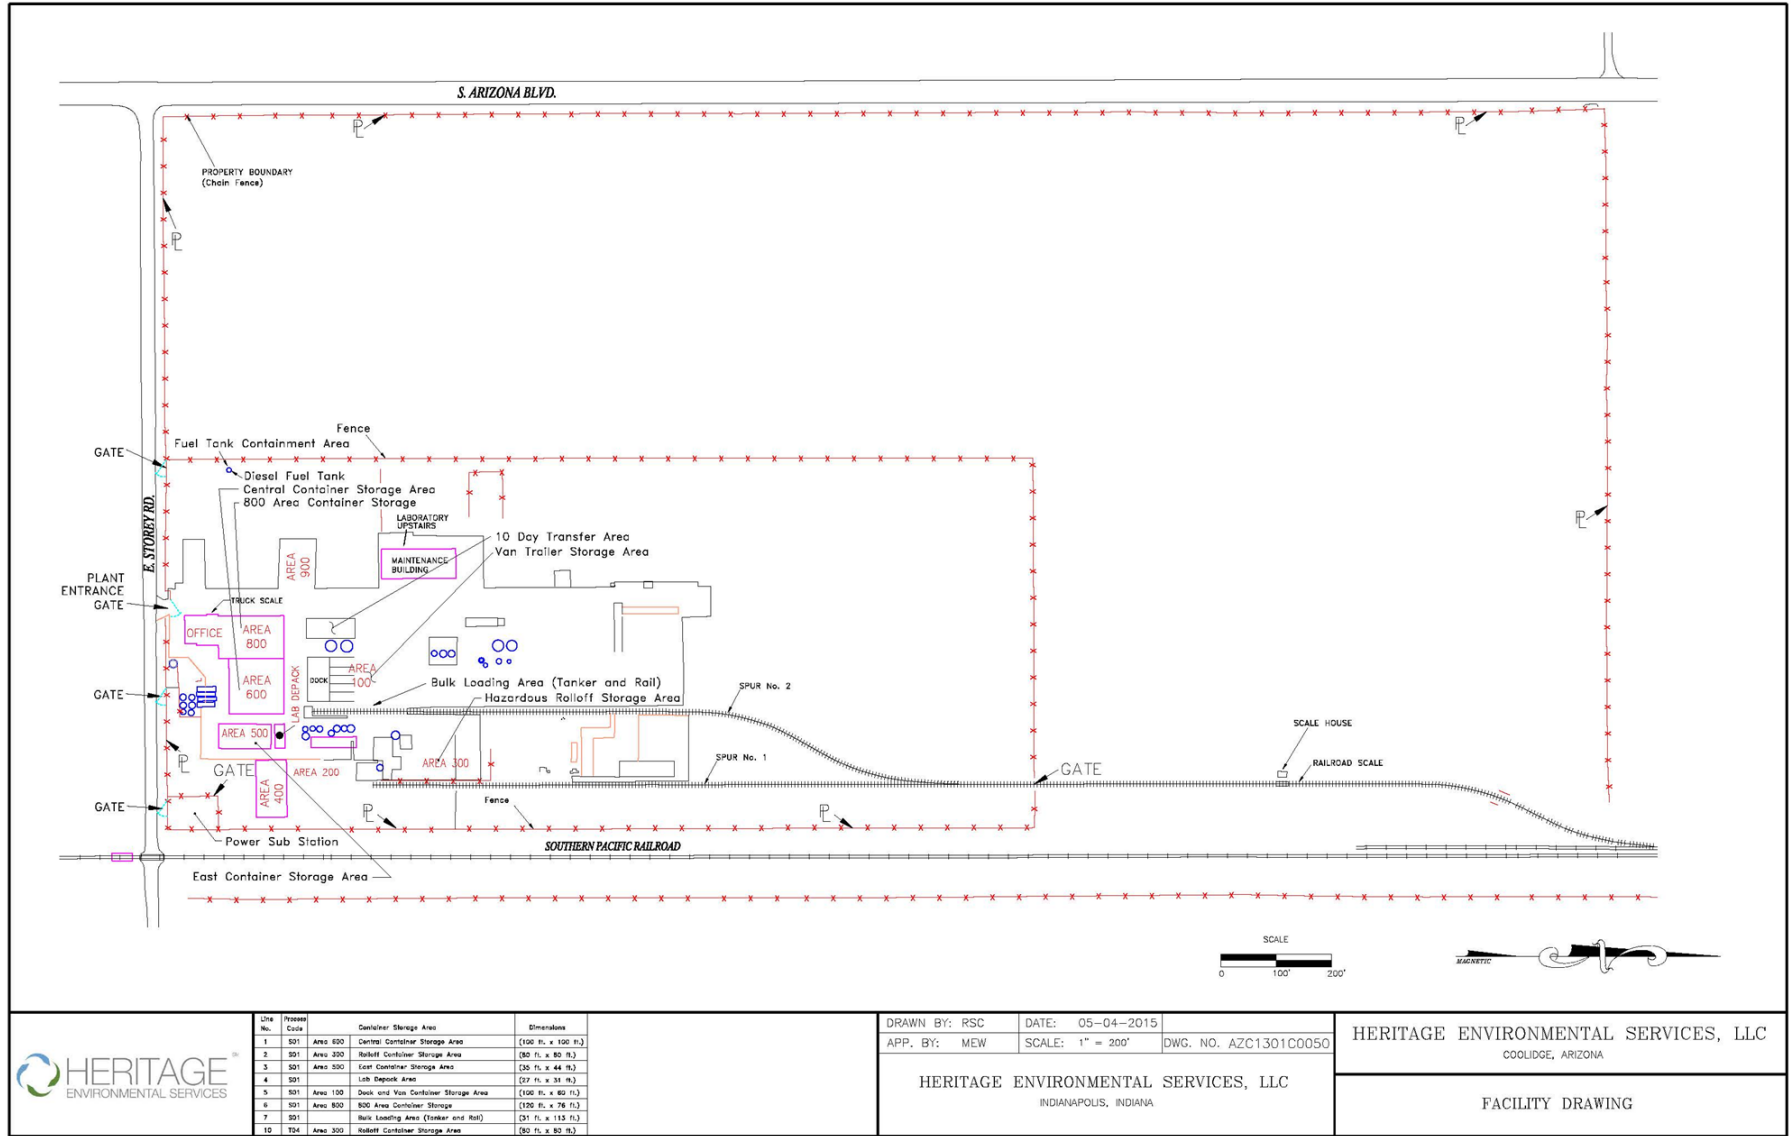 S. ARIZONA BLVD.
PL
PL
PROPERTY BOUNDARY
(Chain Fence)
PL
Fence
Fuel Tank Containment Area
GATE
Diesel Fuel Tank
Central Container Storage Area
800 Area Container Storage
E. STOREY RD.
PL
LABORATORY
UPSTAIRS
10 Day Transfer Area
Van Trailer Storage Area
AREA
900
MAINTENANCE
BUILDING
PLANT
ENTRANCE
GATE
TRUCK SCALE
OFFICE
AREA
800
AREA
600
LAB DEPACK
DOCK
AREA
100
Bulk Loading Area (Tanker and Rail)
Hazardous Rolloff Storage Area
GATE
SPUR No. 2
AREA 500
SCALE HOUSE
PL
GATE
AREA 200
AREA 300
SPUR No. 1
GATE
RAILROAD SCALE
AREA
400
GATE
Fence
PL
PL
Power Sub Station
SOUTHERN PACIFIC RAILROAD
East Container Storage Area
SCALE
0 100' 200'
MAGNETIC
HERITAGE
ENVIRONMENTAL SERVICES
Line No. Process Code Container Storage Area Dimensions
1 S01 Area 600 Central Container Storage Area (100 ft. x 100 ft.)
2 S01 Area 300 Rolloff Container Storage Area (80 ft. x 80 ft.)
3 S01 Area 500 East Container Storage Area (35 ft. x 44 ft.)
4 S01 Lab Depack Area (27 ft. x 31 ft.)
5 S01 Area 100 Dock and Van Container Storage Area (100 ft. x 60 ft.)
6 S01 Area 800 800 Area Container Storage (120 ft. x 76 ft.)
7 S01 Bulk Loading Area (Tanker and Rail) (31 ft. x 113 ft.)
10 T04 Area 300 Rolloff Container Storage Area (80 ft. x 80 ft.)
DRAWN BY: RSC DATE: 05-04-2015
APP. BY: MEW SCALE: 1" = 200' DWG. NO. AZC1301C0050
HERITAGE ENVIRONMENTAL SERVICES, LLC
INDIANAPOLIS, INDIANA
HERITAGE ENVIRONMENTAL SERVICES, LLC
COOLIDGE, ARIZONA
FACILITY DRAWING